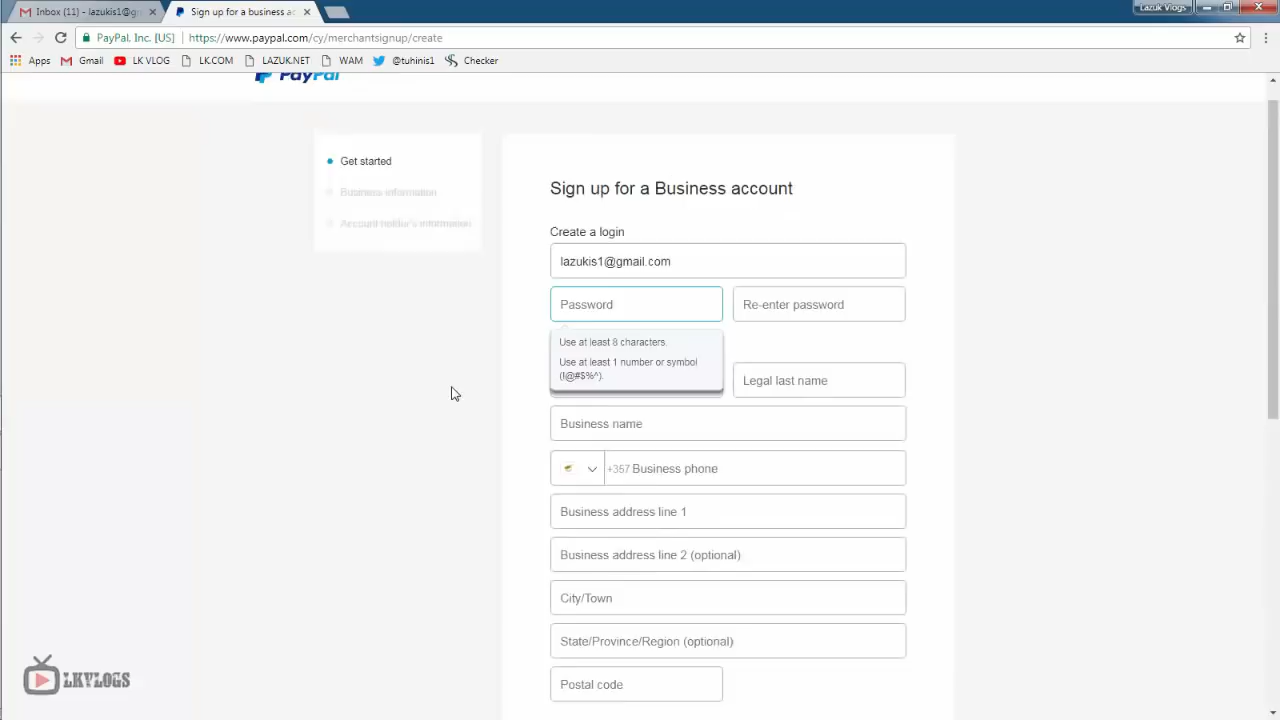 Inbox (11) - lazukis1@g
Sign up for a business ac
Lazuk Vlogs
PayPal, Inc. [US]
https://www.paypal.com/cy/merchantsignup/create
Apps
Gmail
LK VLOG
LK.COM
LAZUK.NET
WAM
@tuhinis1
Checker
PayPal
Get started
Business information
Account holder's information
Sign up for a Business account
Create a login
lazukis1@gmail.com
Password
Re-enter password
Use at least 8 characters.
Use at least 1 number or symbol
(!@#$%^).
Legal last name
Business name
+357 Business phone
Business address line 1
Business address line 2 (optional)
City/Town
State/Province/Region (optional)
Postal code
LKVLOGS